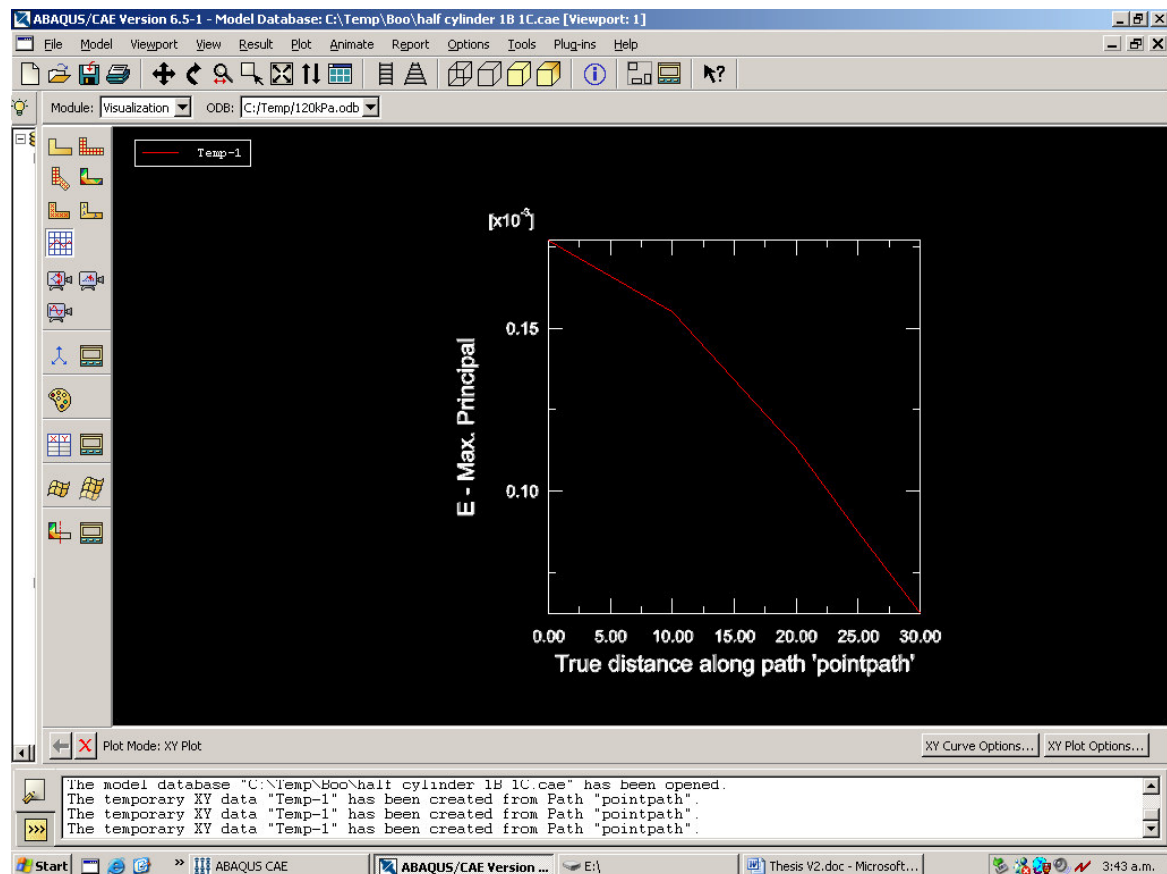 ABAQUS/CAE Version 6.5-1 - Model Database: C:\Temp\Boo\half cylinder 1B 1C.cae [Viewport: 1]
File Model Viewport View Result Plot Animate Report Options Tools Plug-ins Help
Module: Visualization ODB: C:/Temp/120kPa.odb
Temp-1
[x10⁻³]
0.15
E - Max. Principal
0.10
0.00 5.00 10.00 15.00 20.00 25.00 30.00
True distance along path 'pointpath'
Plot Mode: XY Plot XY Curve Options... XY Plot Options...
The model database "C:\Temp\Boo\half cylinder 1B 1C.cae" has been opened.
The temporary XY data "Temp-1" has been created from Path "pointpath".
The temporary XY data "Temp-1" has been created from Path "pointpath".
The temporary XY data "Temp-1" has been created from Path "pointpath".
Start » ABAQUS CAE ABAQUS/CAE Version ... E:\ Thesis V2.doc - Microsoft... 3:43 a.m.